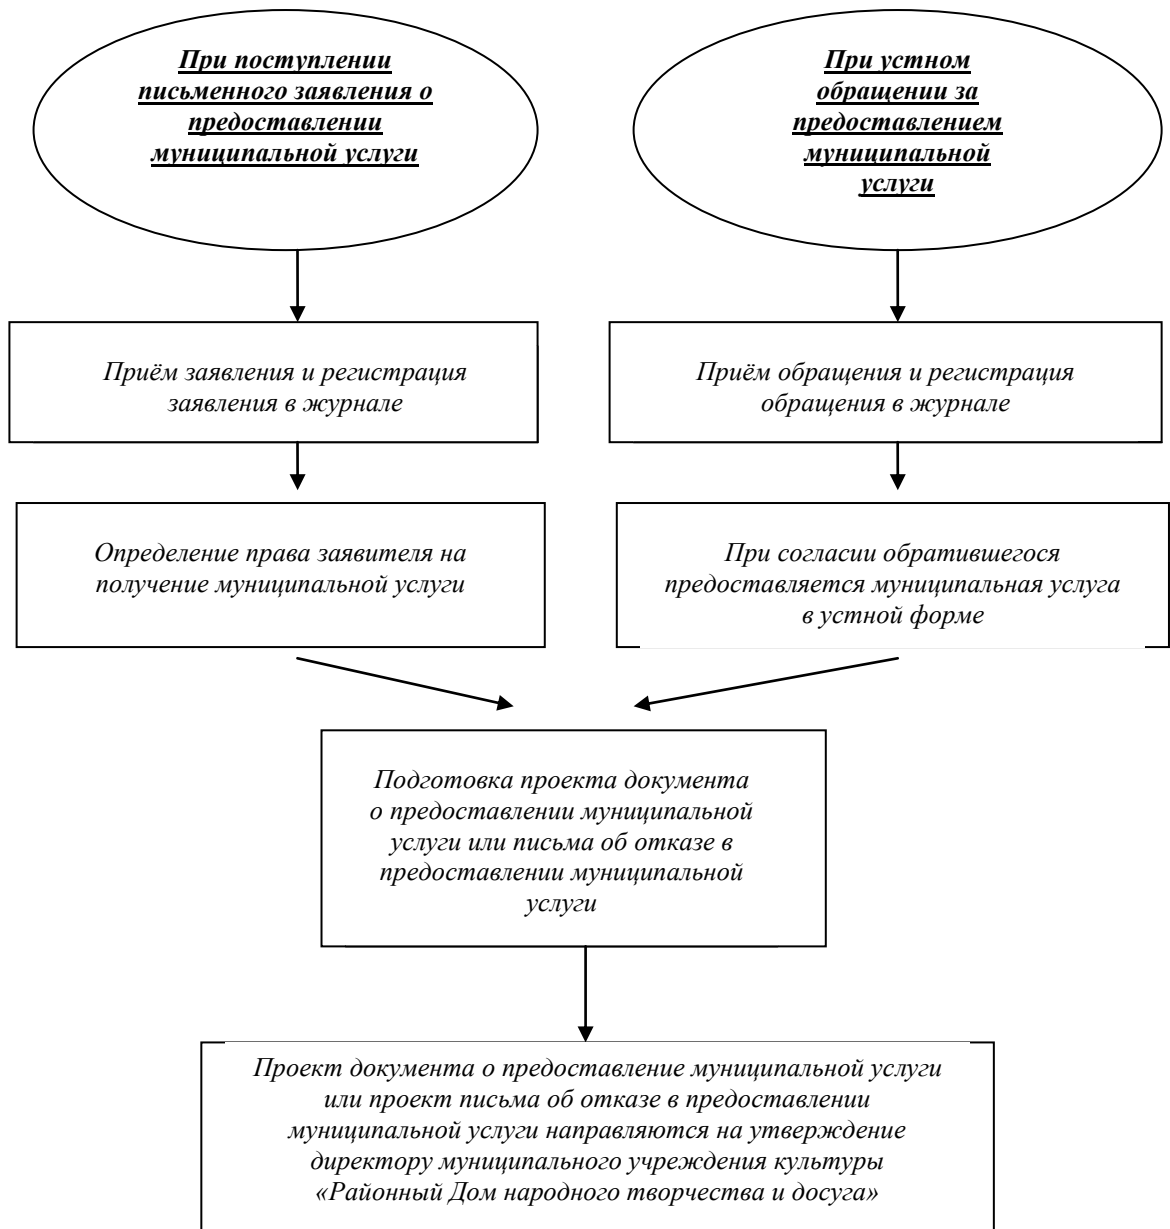 При поступлении
письменного заявления о
предоставлении
муниципальной услуги
При устном
обращении за
предоставлением
муниципальной
услуги
Приём заявления и регистрация
заявления в журнале
Приём обращения и регистрация
обращения в журнале
Определение права заявителя на
получение муниципальной услуги
При согласии обратившегося
предоставляется муниципальная услуга
в устной форме
Подготовка проекта документа
о предоставлении муниципальной
услуги или письма об отказе в
предоставлении муниципальной
услуги
Проект документа о предоставление муниципальной услуги
или проект письма об отказе в предоставлении
муниципальной услуги направляются на утверждение
директору муниципального учреждения культуры
«Районный Дом народного творчества и досуга»